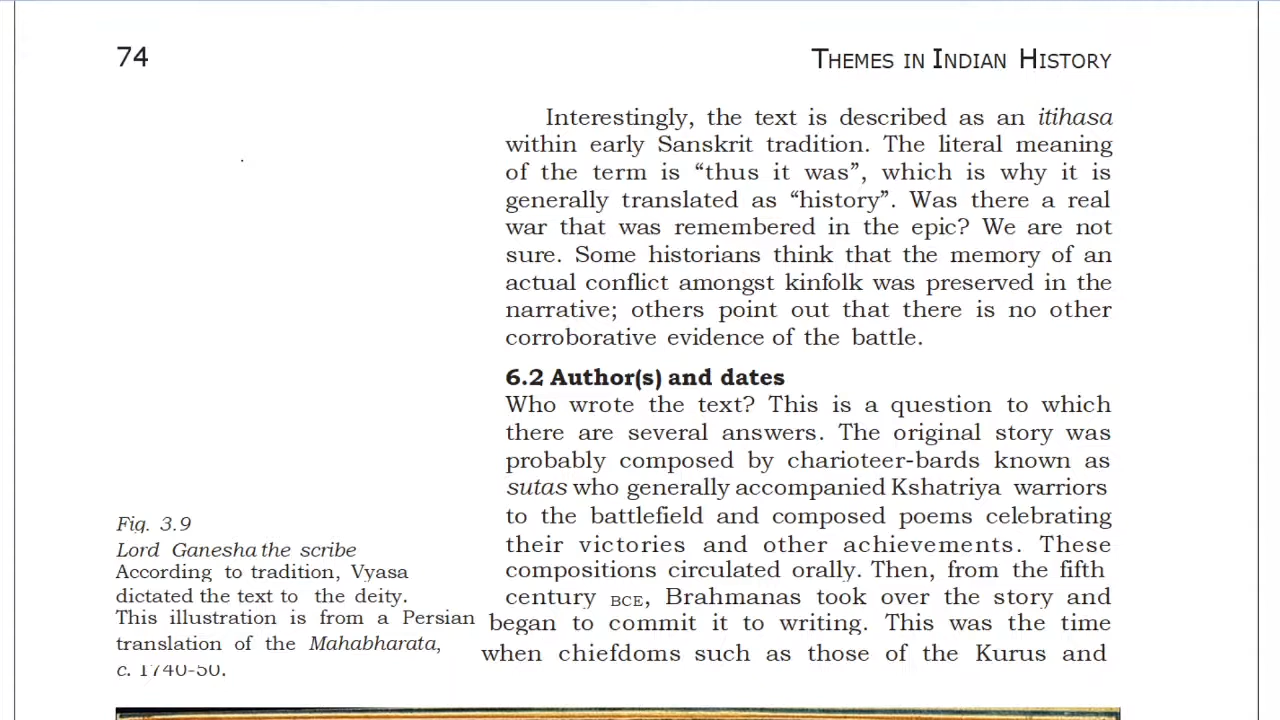 74
THEMES IN INDIAN HISTORY
Interestingly, the text is described as an itihasa
within early Sanskrit tradition. The literal meaning
of the term is “thus it was”, which is why it is
generally translated as “history”. Was there a real
war that was remembered in the epic? We are not
sure. Some historians think that the memory of an
actual conflict amongst kinfolk was preserved in the
narrative; others point out that there is no other
corroborative evidence of the battle.
6.2 Author(s) and dates
Who wrote the text? This is a question to which
there are several answers. The original story was
probably composed by charioteer-bards known as
sutas who generally accompanied Kshatriya warriors
to the battlefield and composed poems celebrating
their victories and other achievements. These
compositions circulated orally. Then, from the fifth
century BCE, Brahmanas took over the story and
began to commit it to writing. This was the time
when chiefdoms such as those of the Kurus and
Fig. 3.9
Lord Ganesha the scribe
According to tradition, Vyasa
dictated the text to the deity.
This illustration is from a Persian
translation of the Mahabharata,
c. 1740-50.